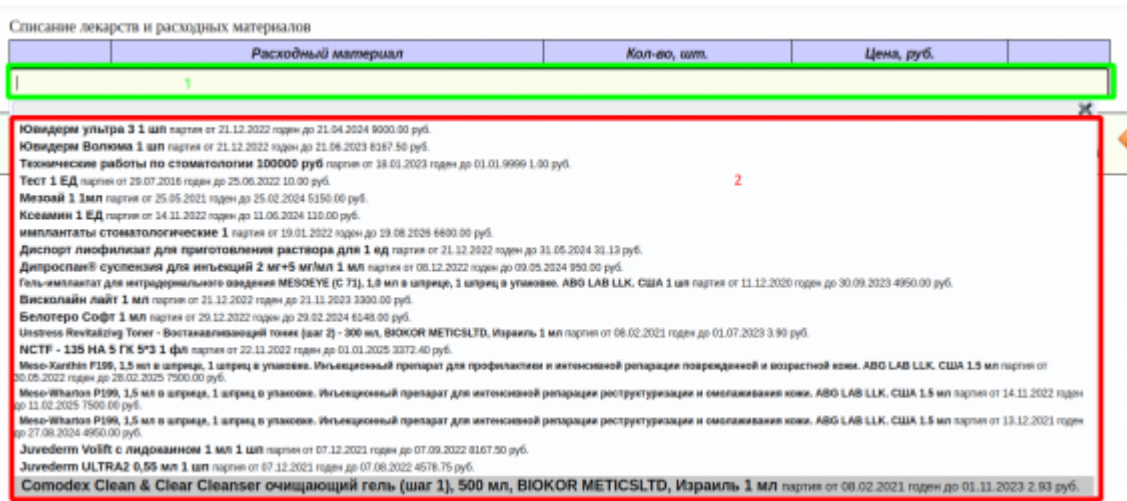 Списание лекарств и расходных материалов
Расходный материал Кол-во, шт. Цена, руб.
1
Ювидерм ультра 3 1 шп партия от 21.12.2022 годен до 21.04.2024 9000.00 руб.
Ювидерм Волюма 1 шп партия от 21.12.2022 годен до 21.06.2023 8167.50 руб.
Технические работы по стоматологии 100000 руб партия от 18.01.2023 годен до 01.01.9999 1.00 руб.
2
Тест 1 ЕД партия от 29.07.2016 годен до 25.06.2022 10.00 руб.
Мезоай 1 1мл партия от 25.05.2021 годен до 25.02.2024 5150.00 руб.
Ксеамин 1 ЕД партия от 14.11.2022 годен до 11.06.2024 110.00 руб.
имплантаты стоматологические 1 партия от 19.01.2022 годен до 19.08.2026 6600.00 руб.
Диспорт лиофилизат для приготовления раствора для 1 ед партия от 21.12.2022 годен до 31.05.2024 31.13 руб.
Дипроспан® суспензия для инъекций 2 мг+5 мг/мл 1 мл партия от 08.12.2022 годен до 09.05.2024 950.00 руб.
Гель-имплантат для интрадермального введения MESOEYE (C 71), 1,0 мл в шприце, 1 шприц в упаковке. ABG LAB LLK. США 1 шп партия от 11.12.2020 годен до 30.09.2023 4950.00 руб.
Висколайн лайт 1 мл партия от 21.12.2022 годен до 21.11.2023 3300.00 руб.
Белотеро Софт 1 мл партия от 29.12.2022 годен до 29.02.2024 6148.00 руб.
Unstress Revitalizivg Toner - Востанавливающий тоник (шаг 2) - 300 мл, BIOKOR METICSLTD, Израиль 1 мл партия от 08.02.2021 годен до 01.07.2023 3.90 руб.
NCTF - 135 HA 5 ГК 5*3 1 фл партия от 22.11.2022 годен до 01.01.2025 3372.40 руб.
Meso-Xanthin F199, 1,5 мл в шприце, 1 шприц в упаковке. Инъекционный препарат для профилактики и интенсивной репарации поврежденной и возрастной кожи. ABG LAB LLK. США 1.5 мл партия от
30.05.2022 годен до 28.02.2025 7500.00 руб.
Meso-Wharton P199, 1,5 мл в шприце, 1 шприц в упаковке. Инъекционный препарат для интенсивной репарации реструктуризации и омолаживания кожи. ABG LAB LLK. США 1.5 мл партия от 14.11.2022 годен
до 11.02.2025 7500.00 руб.
Meso-Wharton P199, 1,5 мл в шприце, 1 шприц в упаковке. Инъекционный препарат для интенсивной репарации реструктуризации и омолаживания кожи. ABG LAB LLK. США 1.5 мл партия от 13.12.2021 годен
до 27.08.2024 4950.00 руб.
Juvederm Volift с лидокаином 1 мл 1 шп партия от 07.12.2021 годен до 07.09.2022 8167.50 руб.
Juvederm ULTRA2 0,55 мл 1 шп партия от 07.12.2021 годен до 07.08.2022 4578.75 руб.
Comodex Clean & Clear Cleanser очищающий гель (шаг 1), 500 мл, BIOKOR METICSLTD, Израиль 1 мл партия от 08.02.2021 годен до 01.11.2023 2.93 руб.